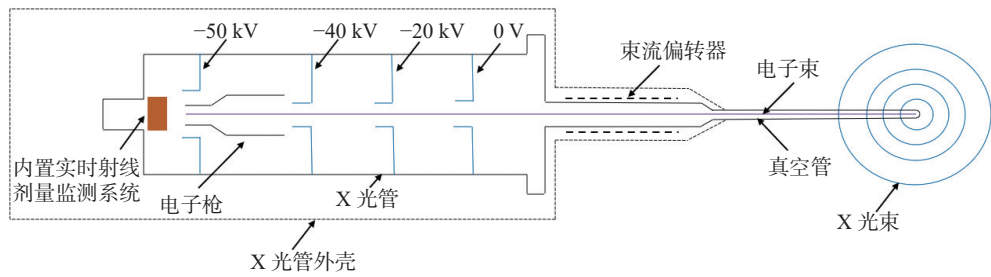 −50 kV
−40 kV
−20 kV
0 V
束流偏转器
电子束
内置实时射线
剂量监测系统
电子枪
X 光管
真空管
X 光束
X 光管外壳